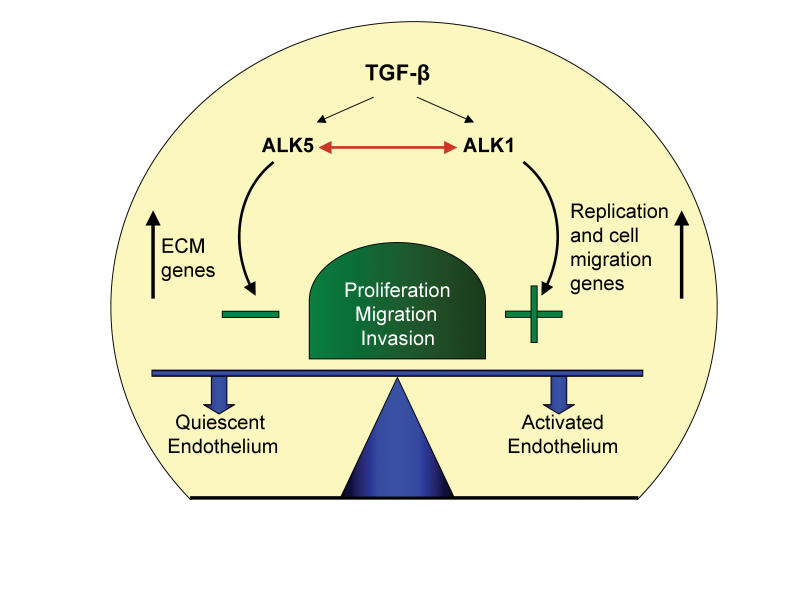 TGF-β
ALK5
ALK1
ECM
genes
Replication
and cell
migration
genes
Proliferation
Migration
Invasion
Quiescent
Endothelium
Activated
Endothelium